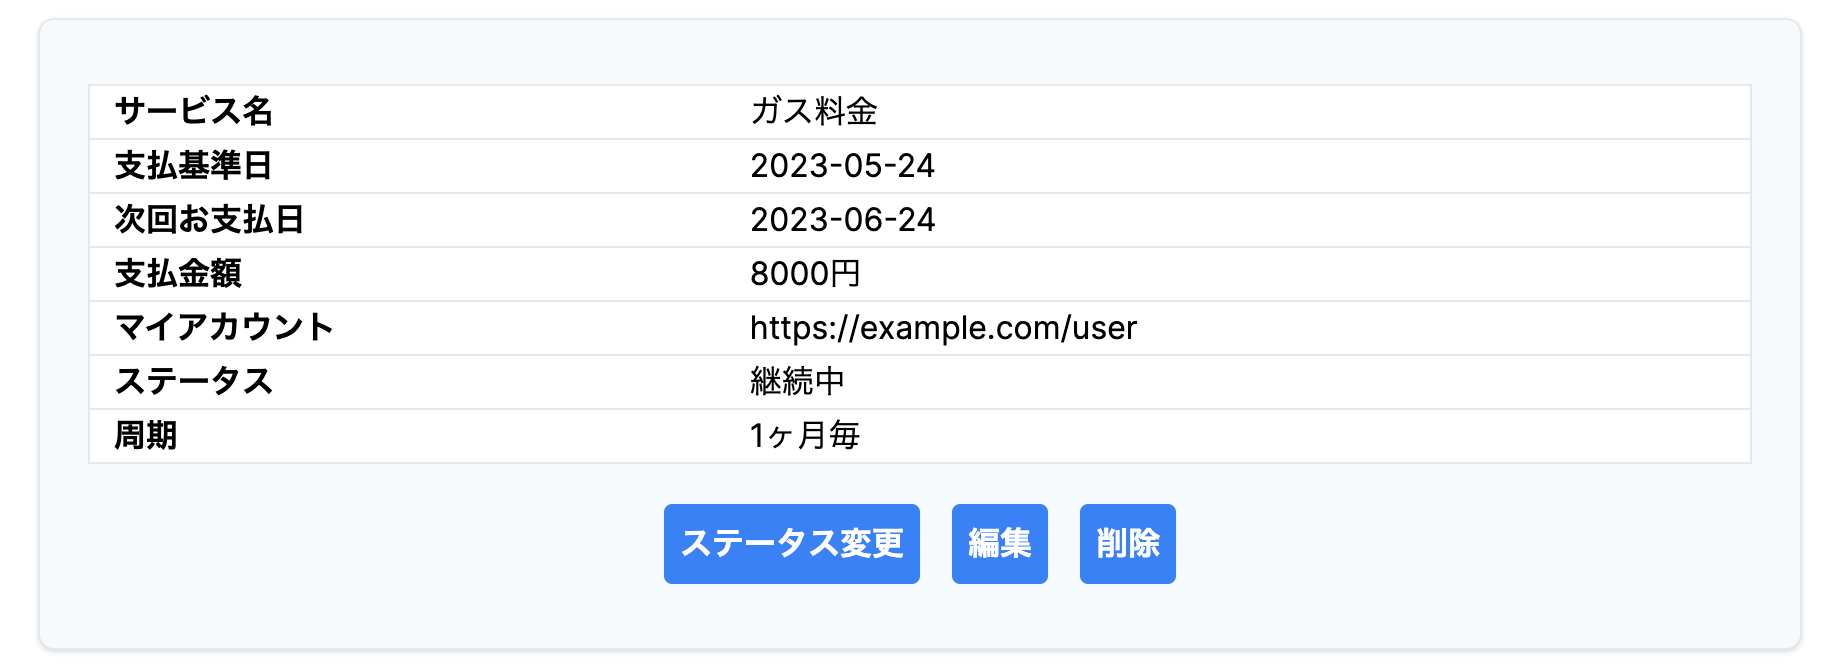 サービス名 ガス料金
支払基準日 2023-05-24
次回お支払日 2023-06-24
支払金額 8000円
マイアカウント https://example.com/user
ステータス 継続中
周期 1ヶ月毎
ステータス変更 編集 削除